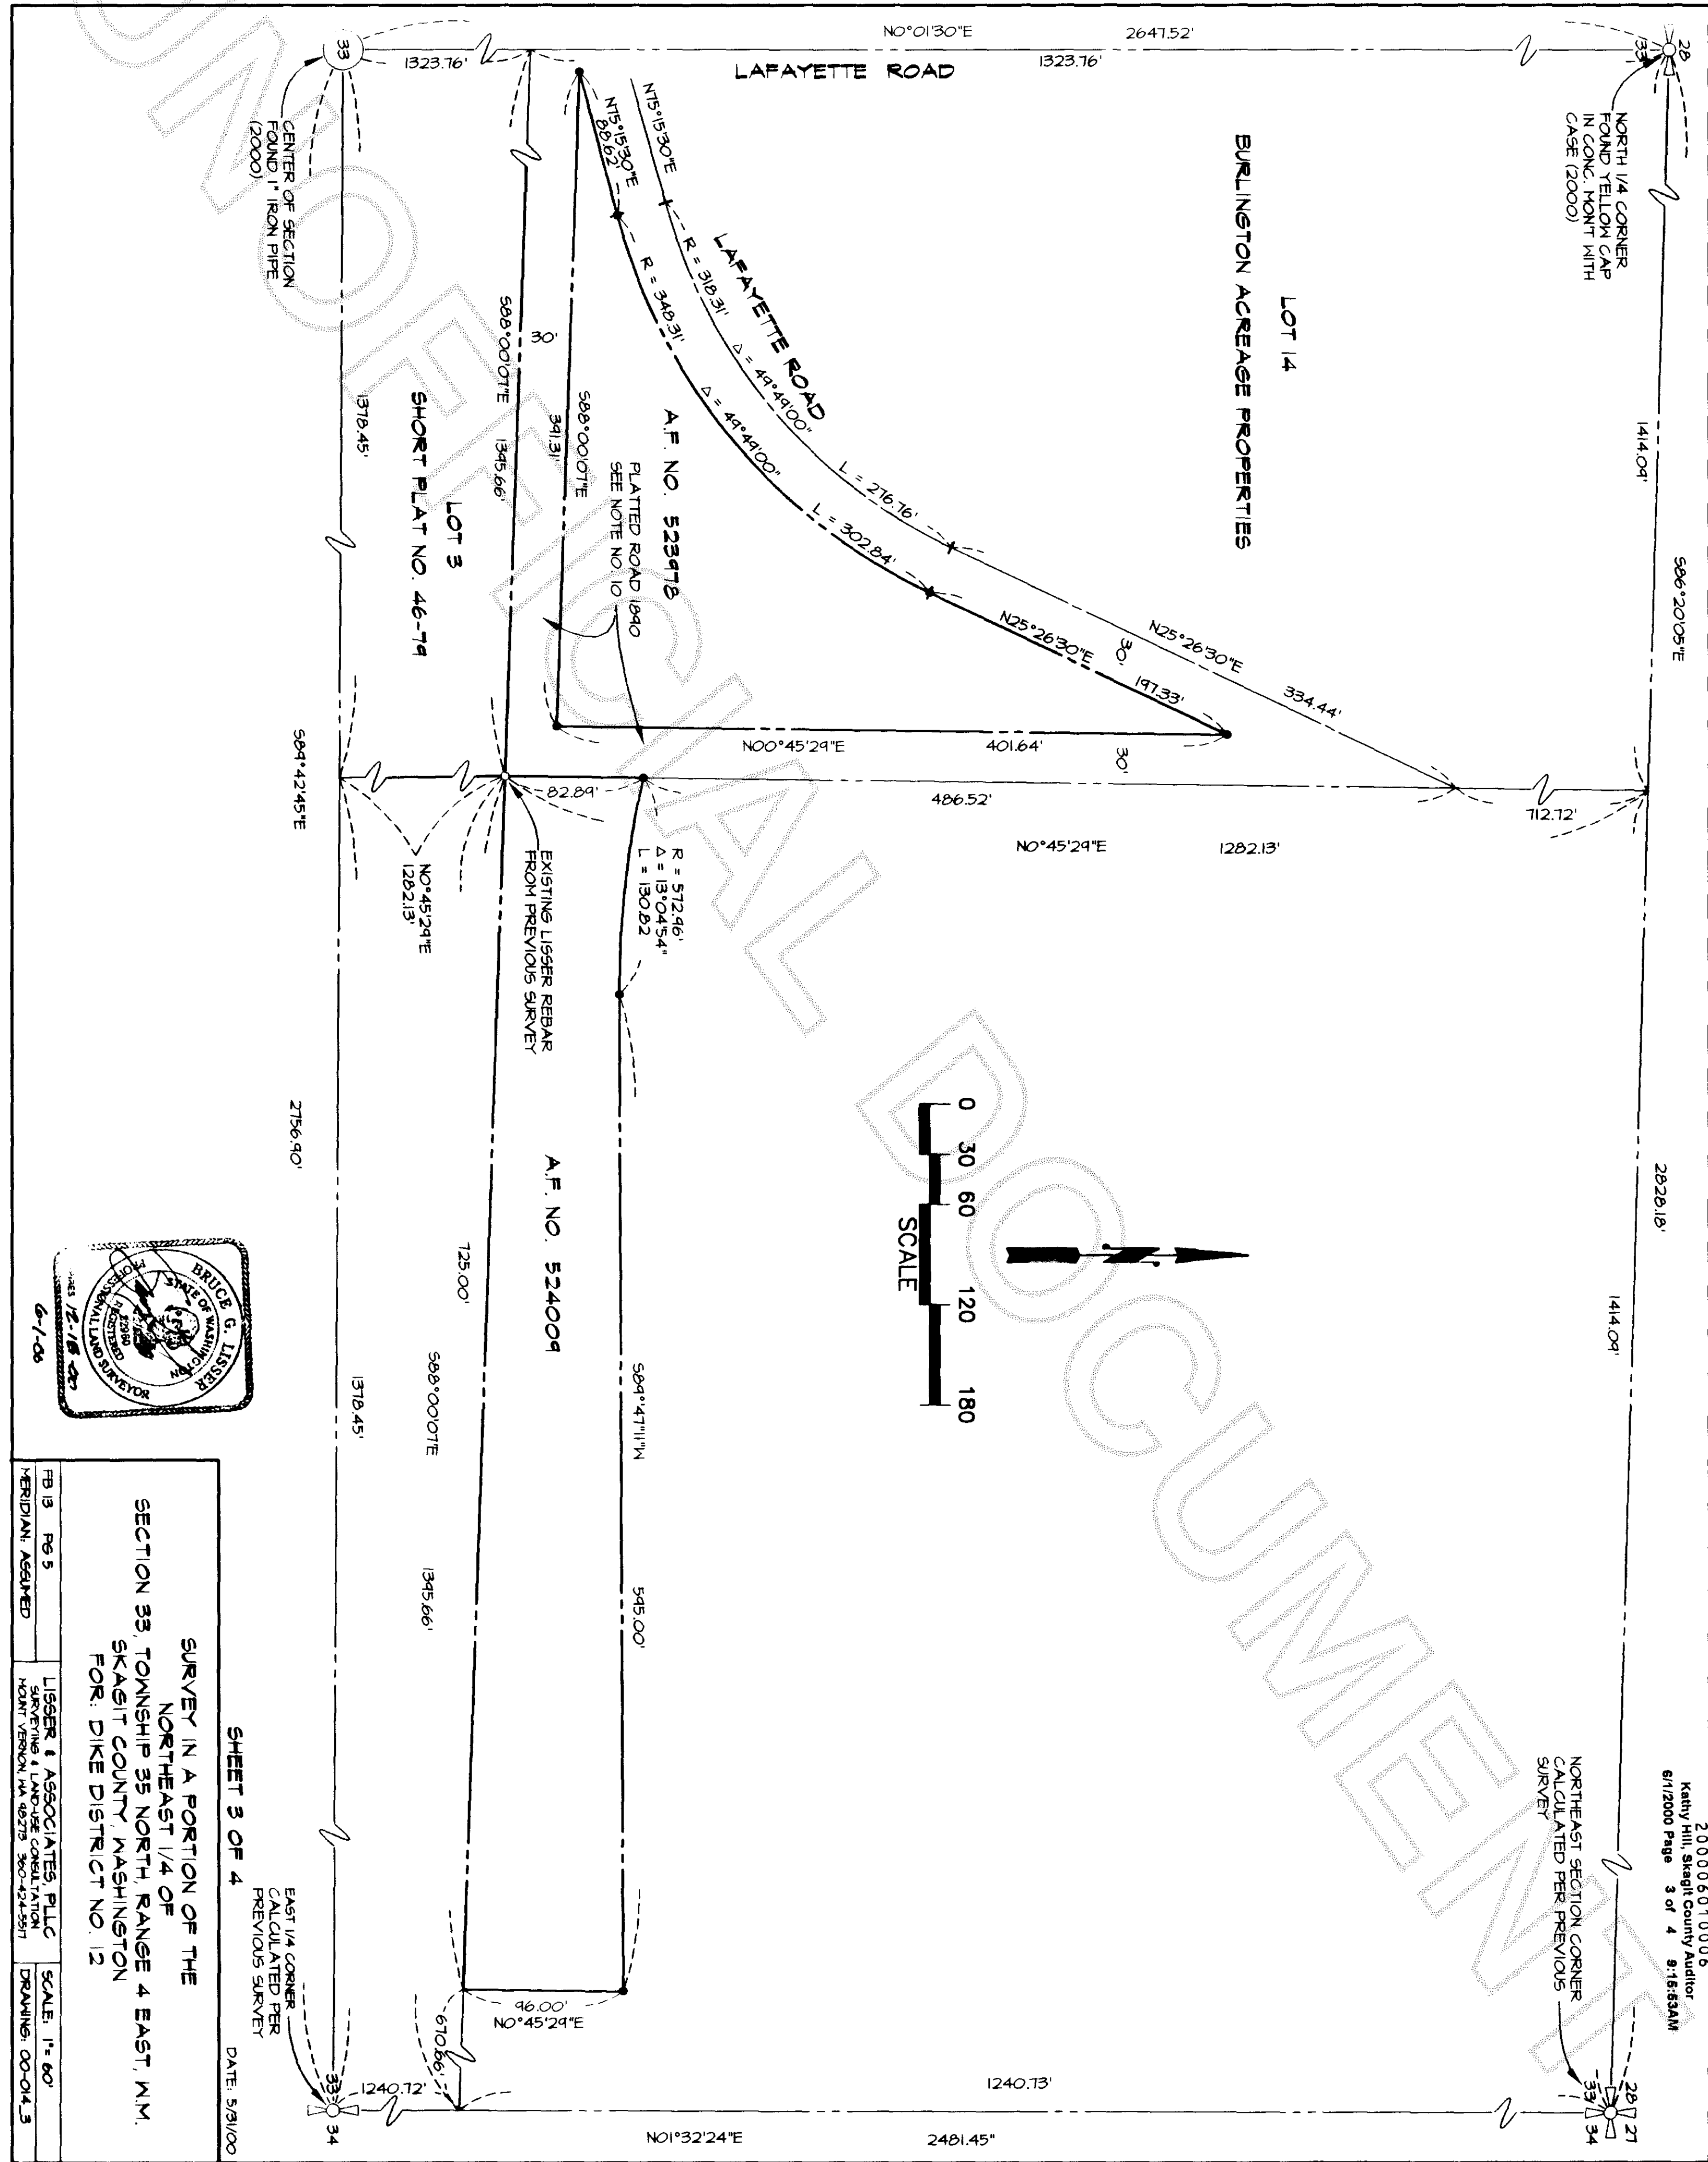 200006010006
Kathy Hill, Skagit County Auditor
6/1/2000 Page 3 of 4 9:15:53AM
UNOFFICIAL DOCUMENT
28
33
NORTH 1/4 CORNER
FOUND YELLOW CAP
IN CONC. MON'T WITH
CASE (2000)
1414.09'
S86°20'05"E
2828.18'
1414.09'
NORTHEAST SECTION CORNER
CALCULATED PER PREVIOUS
SURVEY
28
27
33
34
N0°01'30"E
2647.52'
1323.76'
1323.76'
LAFAYETTE ROAD
33
CENTER OF SECTION
FOUND 1" IRON PIPE
(2000)
LOT 14
BURLINGTON ACREAGE PROPERTIES
N75°15'30"E
88.62'
N75°15'30"E
R = 318.31'
Δ = 49°49'00"
L = 276.76'
LAFAYETTE ROAD
R = 348.31'
Δ = 49°49'00"
L = 302.84'
N25°26'30"E
197.33'
30'
N25°26'30"E
334.44'
A.F. NO. 523978
PLATTED ROAD 1890
SEE NOTE NO. 10
S88°00'07"E
391.31'
30'
S88°00'07"E
1395.66'
LOT 3
SHORT PLAT NO. 46-79
1378.45'
S89°42'45"E
2756.90'
1378.45'
N00°45'29"E
401.64'
30'
82.89'
486.52'
712.72'
N0°45'29"E
1282.13'
N0°45'29"E
1282.13'
R = 572.96'
Δ = 13°04'54"
L = 130.82
EXISTING LISSER REBAR
FROM PREVIOUS SURVEY
A.F. NO. 524009
725.00'
S88°00'07"E
1395.66'
S89°47'11"W
595.00'
96.00'
N0°45'29"E
670.66'
1240.72'
1240.73'
N01°32'24"E
2481.45"
33
34
EAST 1/4 CORNER
CALCULATED PER
PREVIOUS SURVEY
0 30 60 120 180
SCALE
BRUCE G. LISSER
STATE OF WASHINGTON
REGISTERED
22960
PROFESSIONAL LAND SURVEYOR
6-1-00
SHEET 3 OF 4
DATE: 5/31/00
SURVEY IN A PORTION OF THE
NORTHEAST 1/4 OF
SECTION 33, TOWNSHIP 35 NORTH, RANGE 4 EAST, W.M.
SKAGIT COUNTY, WASHINGTON
FOR: DIKE DISTRICT NO. 12
FB 13 PG 5
MERIDIAN: ASSUMED
LISSER & ASSOCIATES, PLLC
SURVEYING & LAND-USE CONSULTATION
MOUNT VERNON, WA 98273 360-424-5517
SCALE: 1" = 60'
DRAWING: 00-014_3